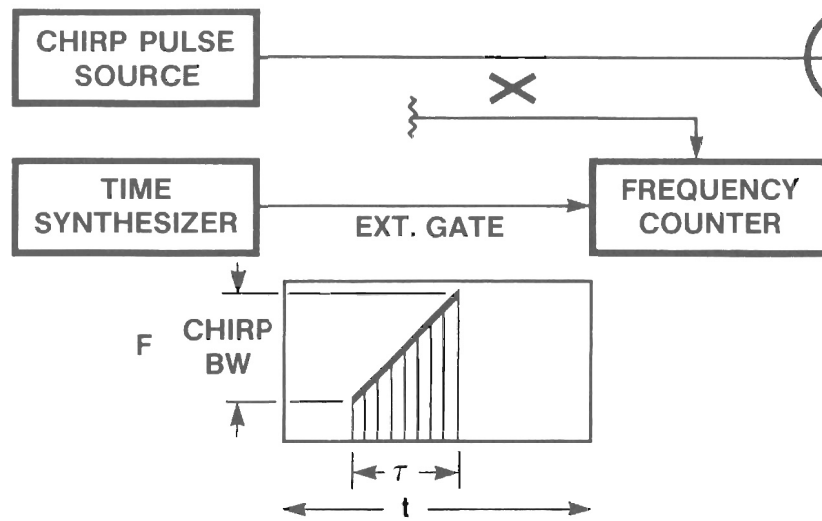 CHIRP PULSE
SOURCE
TIME
SYNTHESIZER
EXT. GATE
FREQUENCY
COUNTER
F
CHIRP
BW
τ
t